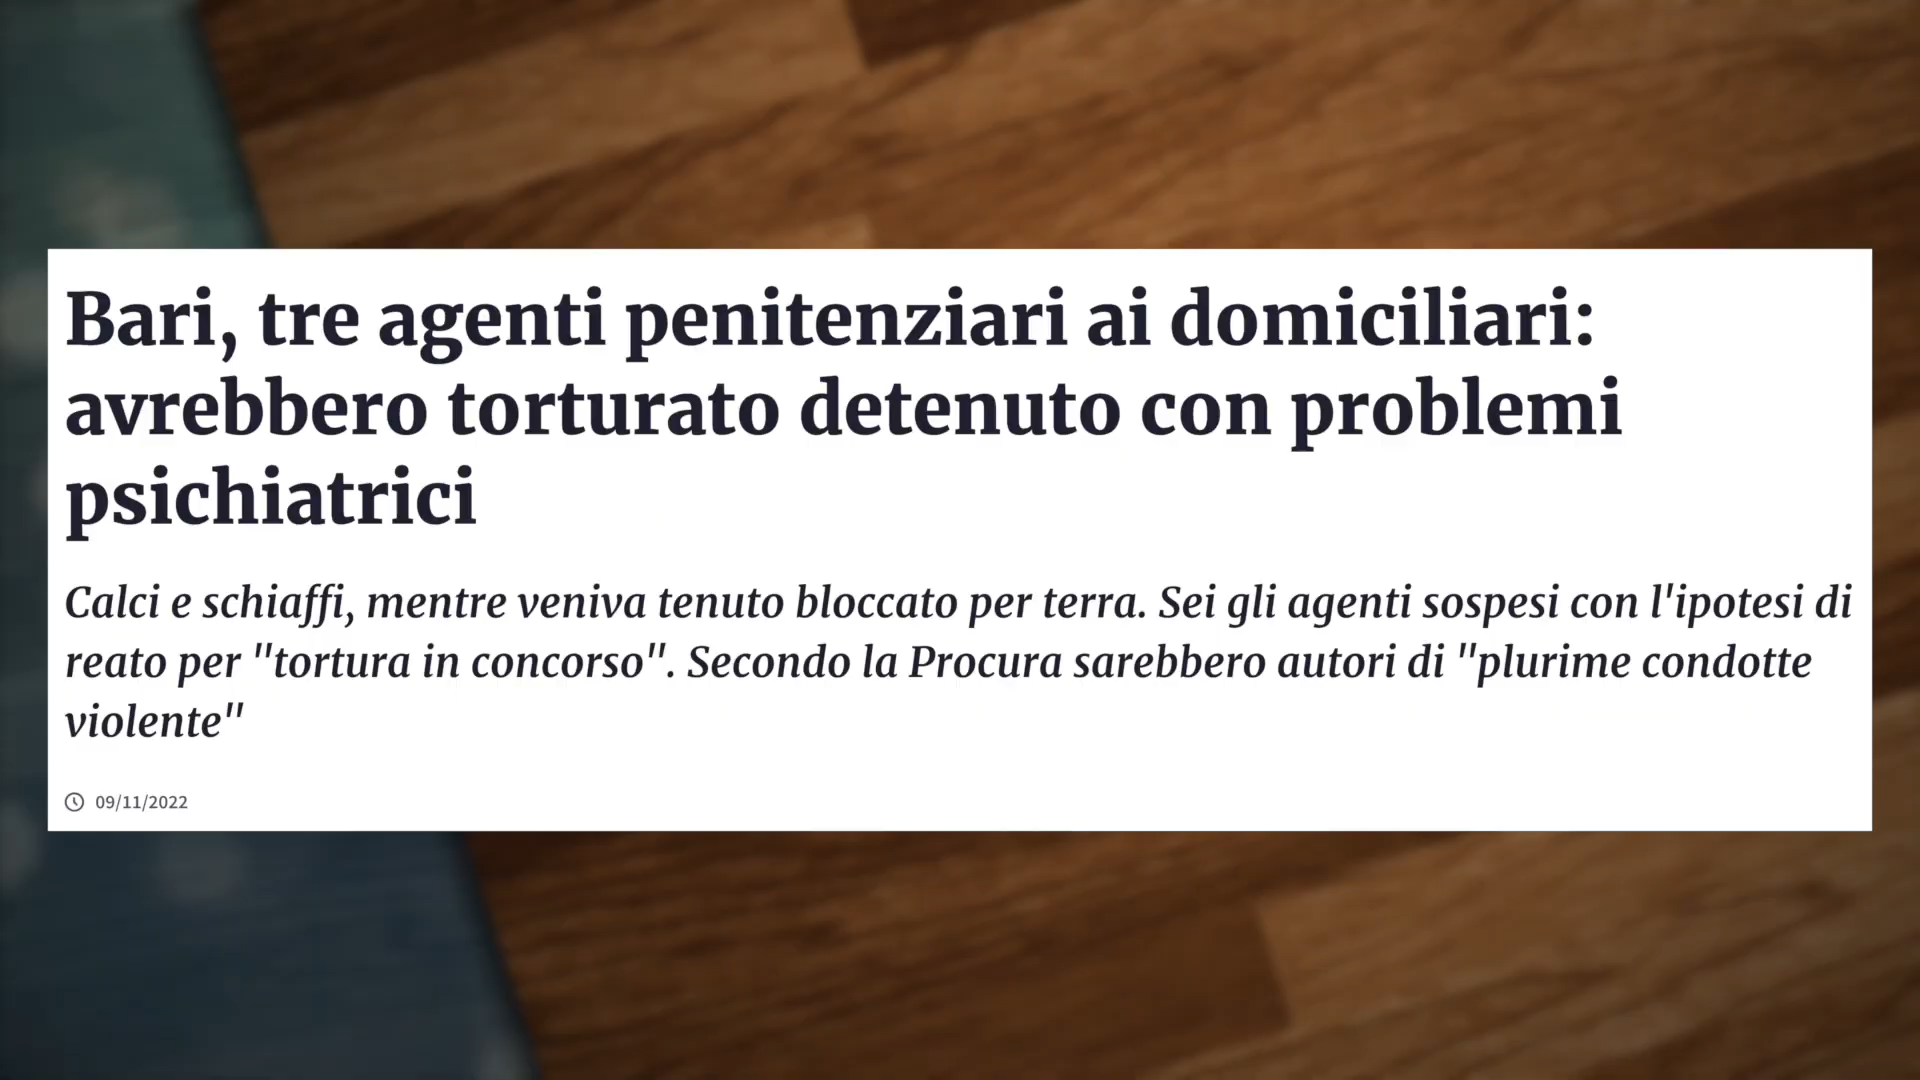 Bari, tre agenti penitenziari ai domiciliari:
avrebbero torturato detenuto con problemi
psichiatrici
Calci e schiaffi, mentre veniva tenuto bloccato per terra. Sei gli agenti sospesi con l'ipotesi di
reato per "tortura in concorso". Secondo la Procura sarebbero autori di "plurime condotte
violente"
09/11/2022